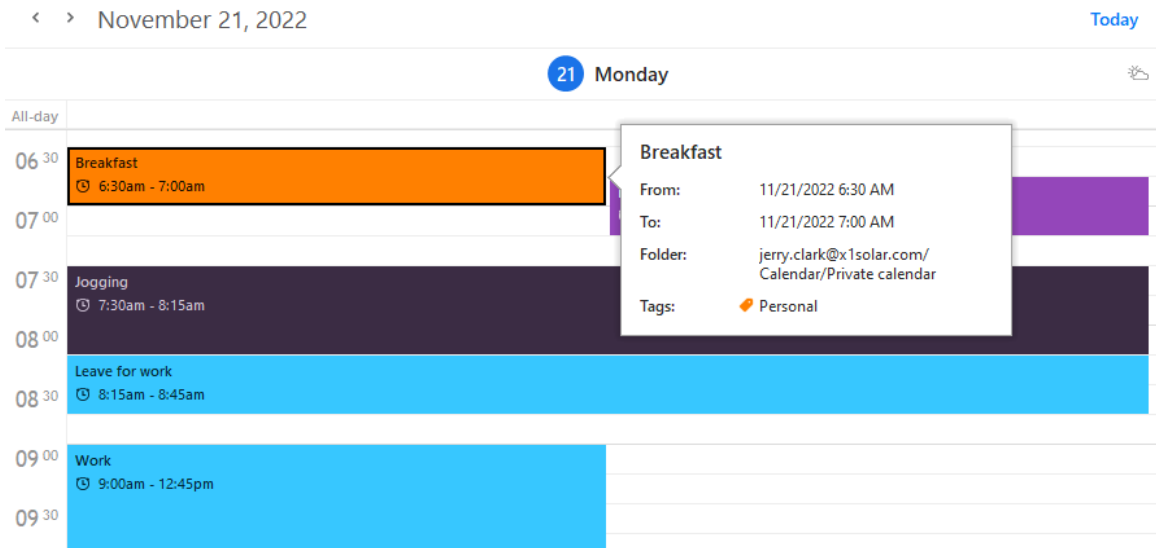 November 21, 2022
Today
21 Monday
All-day
06 30
Breakfast
6:30am - 7:00am
07 00
07 30
Jogging
7:30am - 8:15am
08 00
Leave for work
8:15am - 8:45am
08 30
09 00
Work
9:00am - 12:45pm
09 30
Breakfast
From: 11/21/2022 6:30 AM
To: 11/21/2022 7:00 AM
Folder: jerry.clark@x1solar.com/
Calendar/Private calendar
Tags: Personal